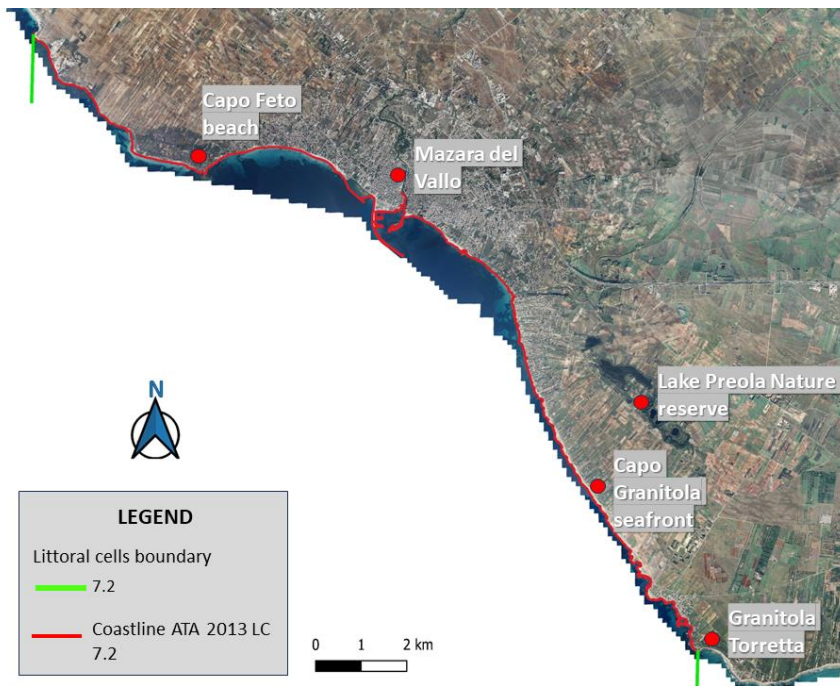 Capo Feto
beach
Mazara del
Vallo
Lake Preola Nature
reserve
Capo
Granitola
seafront
Granitola
Torretta
N
LEGEND
Littoral cells boundary
7.2
Coastline ATA 2013 LC
7.2
0 1 2 km